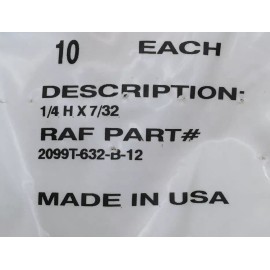 10 EACH
DESCRIPTION:
1/4 H X 7/32
RAF PART#
2099T-632-B-12
MADE IN USA